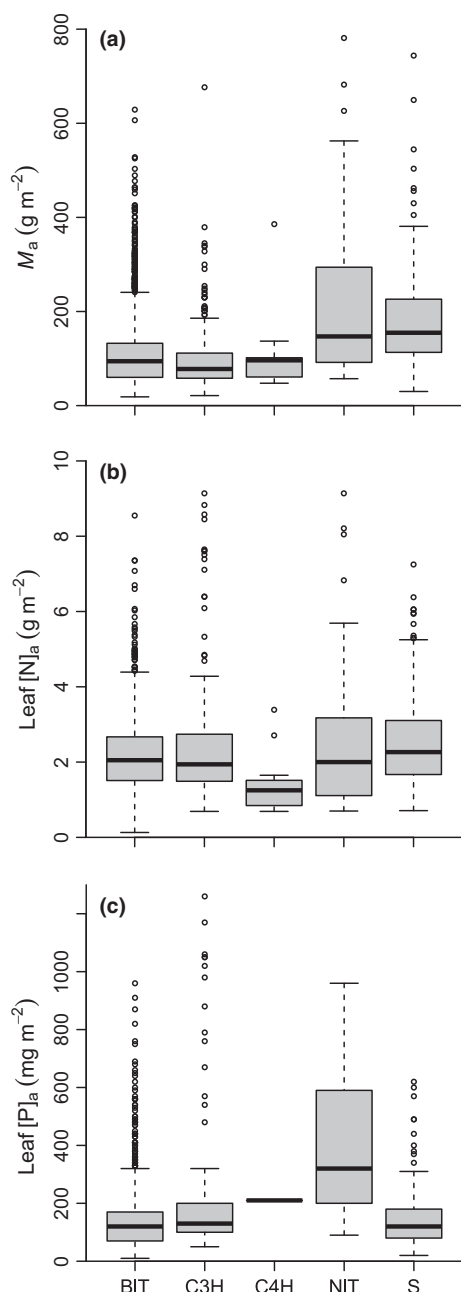 (a)
800
600
400
200
0
Mₐ (g m⁻²)
(b)
10
8
6
4
2
0
Leaf [N]ₐ (g m⁻²)
(c)
1000
800
600
400
200
0
Leaf [P]ₐ (mg m⁻²)
BIT C3H C4H NIT S